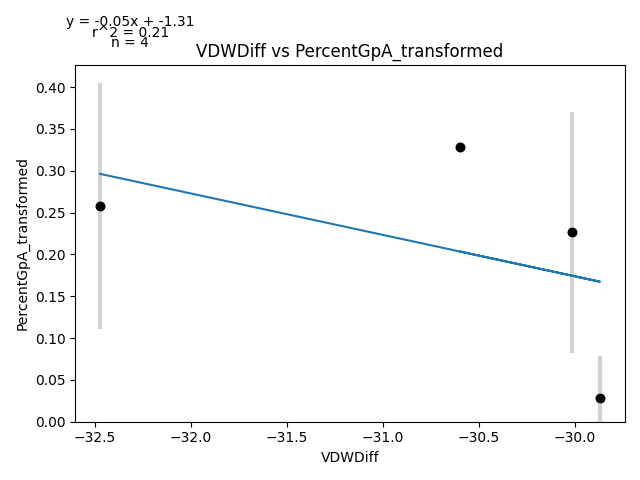 y = -0.05x + -1.31
r^2 = 0.21
n = 4
VDWDiff vs PercentGpA_transformed
0.40
0.35
0.30
0.25
0.20
0.15
0.10
0.05
0.00
PercentGpA_transformed
−32.5 −32.0 −31.5 −31.0 −30.5 −30.0
VDWDiff